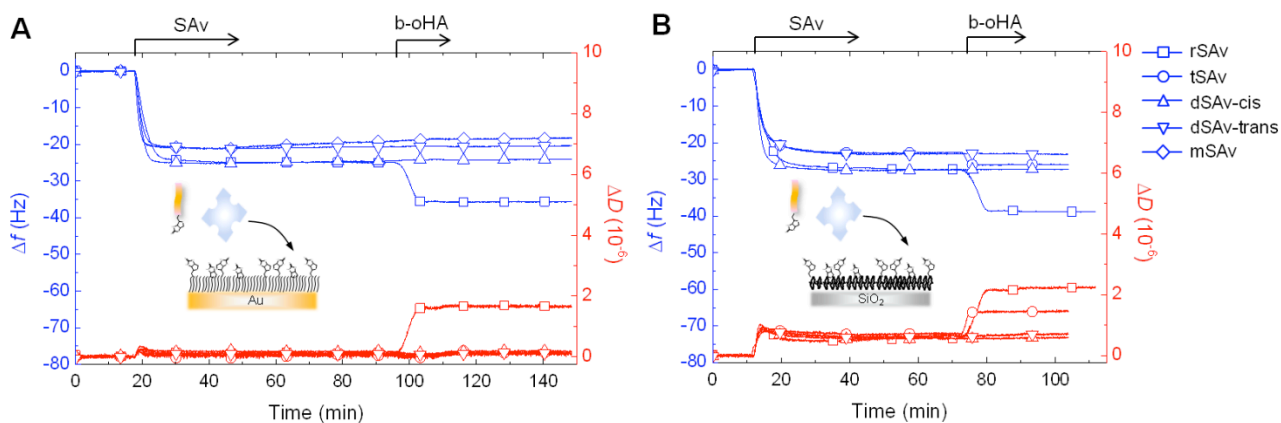 A
SAv
b-oHA
Δf (Hz)
0
-10
-20
-30
-40
-50
-60
-70
-80
10
8
6
4
2
0
ΔD (10⁻⁶)
Au
0 20 40 60 80 100 120 140
Time (min)
B
SAv
b-oHA
Δf (Hz)
0
-10
-20
-30
-40
-50
-60
-70
-80
10
8
6
4
2
0
ΔD (10⁻⁶)
SiO₂
0 20 40 60 80 100
Time (min)
rSAv
tSAv
dSAv-cis
dSAv-trans
mSAv